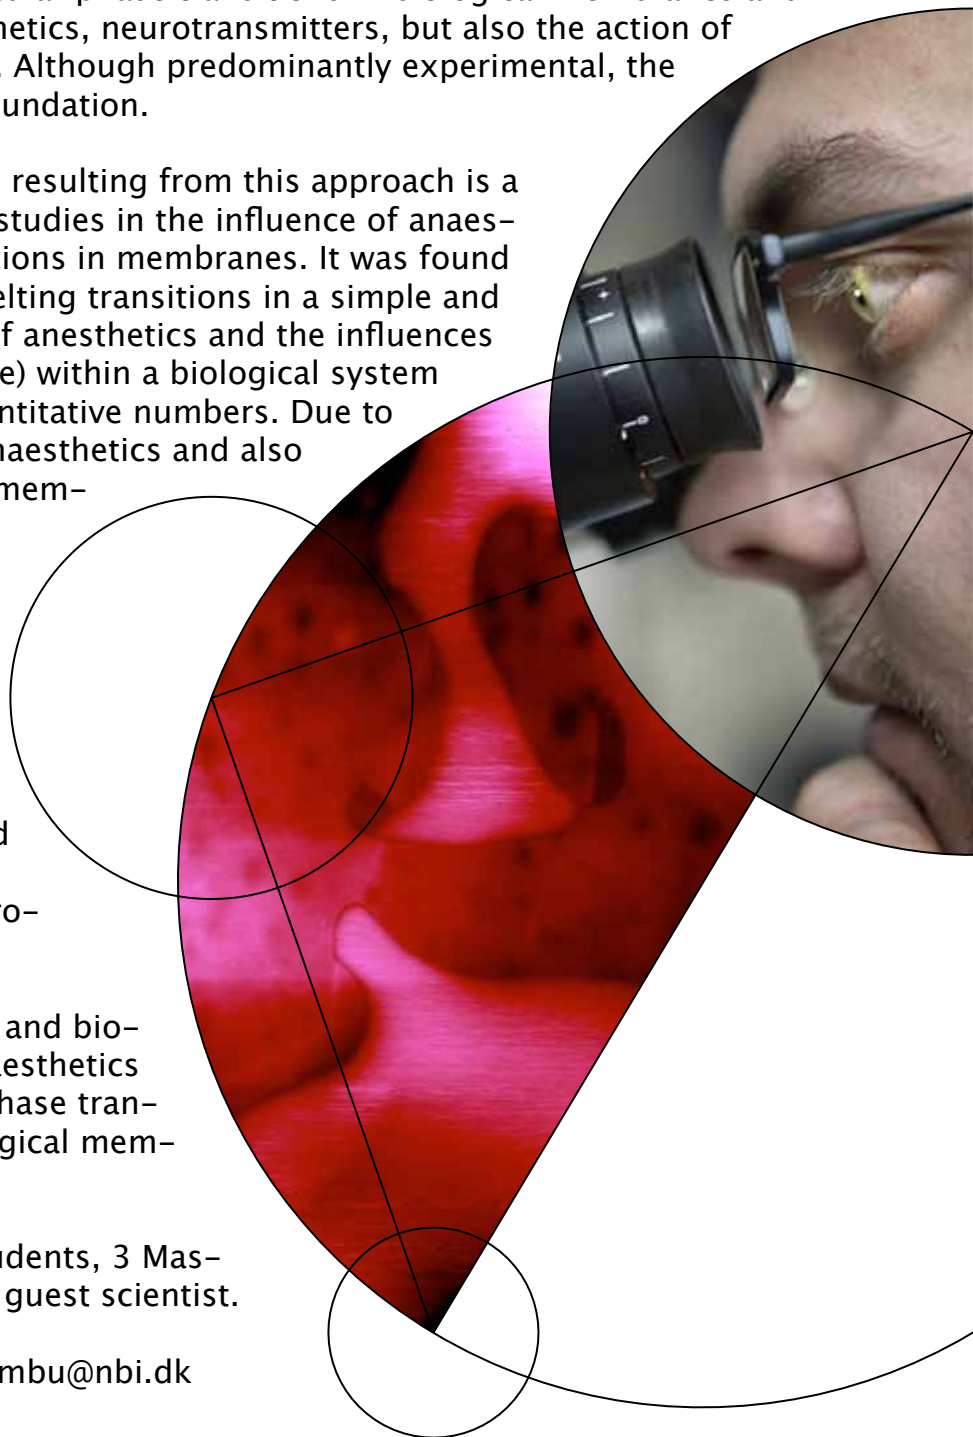 netics, neurotransmitters, but also the action of
. Although predominantly experimental, the
undation.
resulting from this approach is a
studies in the influence of anaes-
tions in membranes. It was found
elting transitions in a simple and
f anesthetics and the influences
e) within a biological system
ntitative numbers. Due to
naesthetics and also
mem-
d
ro-
and bio-
aesthetics
hase tran-
gical mem-
udents, 3 Mas-
guest scientist.
mbu@nbi.dk